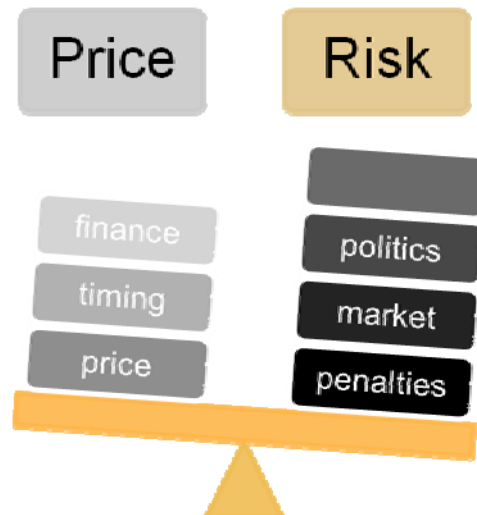 Price
Risk
finance
timing
price
politics
market
penalties